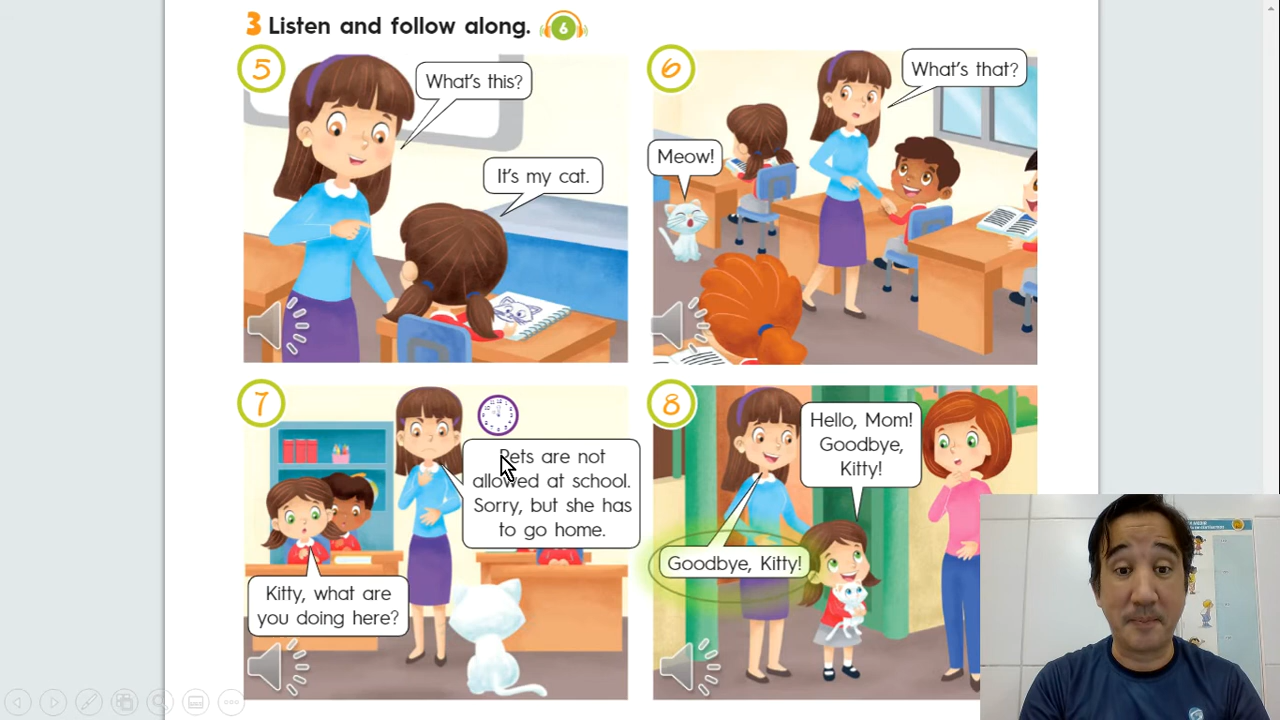 3 Listen and follow along. 6
5
What's this?
It's my cat.
6
What's that?
Meow!
7
Pets are not
allowed at school.
Sorry, but she has
to go home.
Kitty, what are
you doing here?
8
Hello, Mom!
Goodbye,
Kitty!
Goodbye, Kitty!